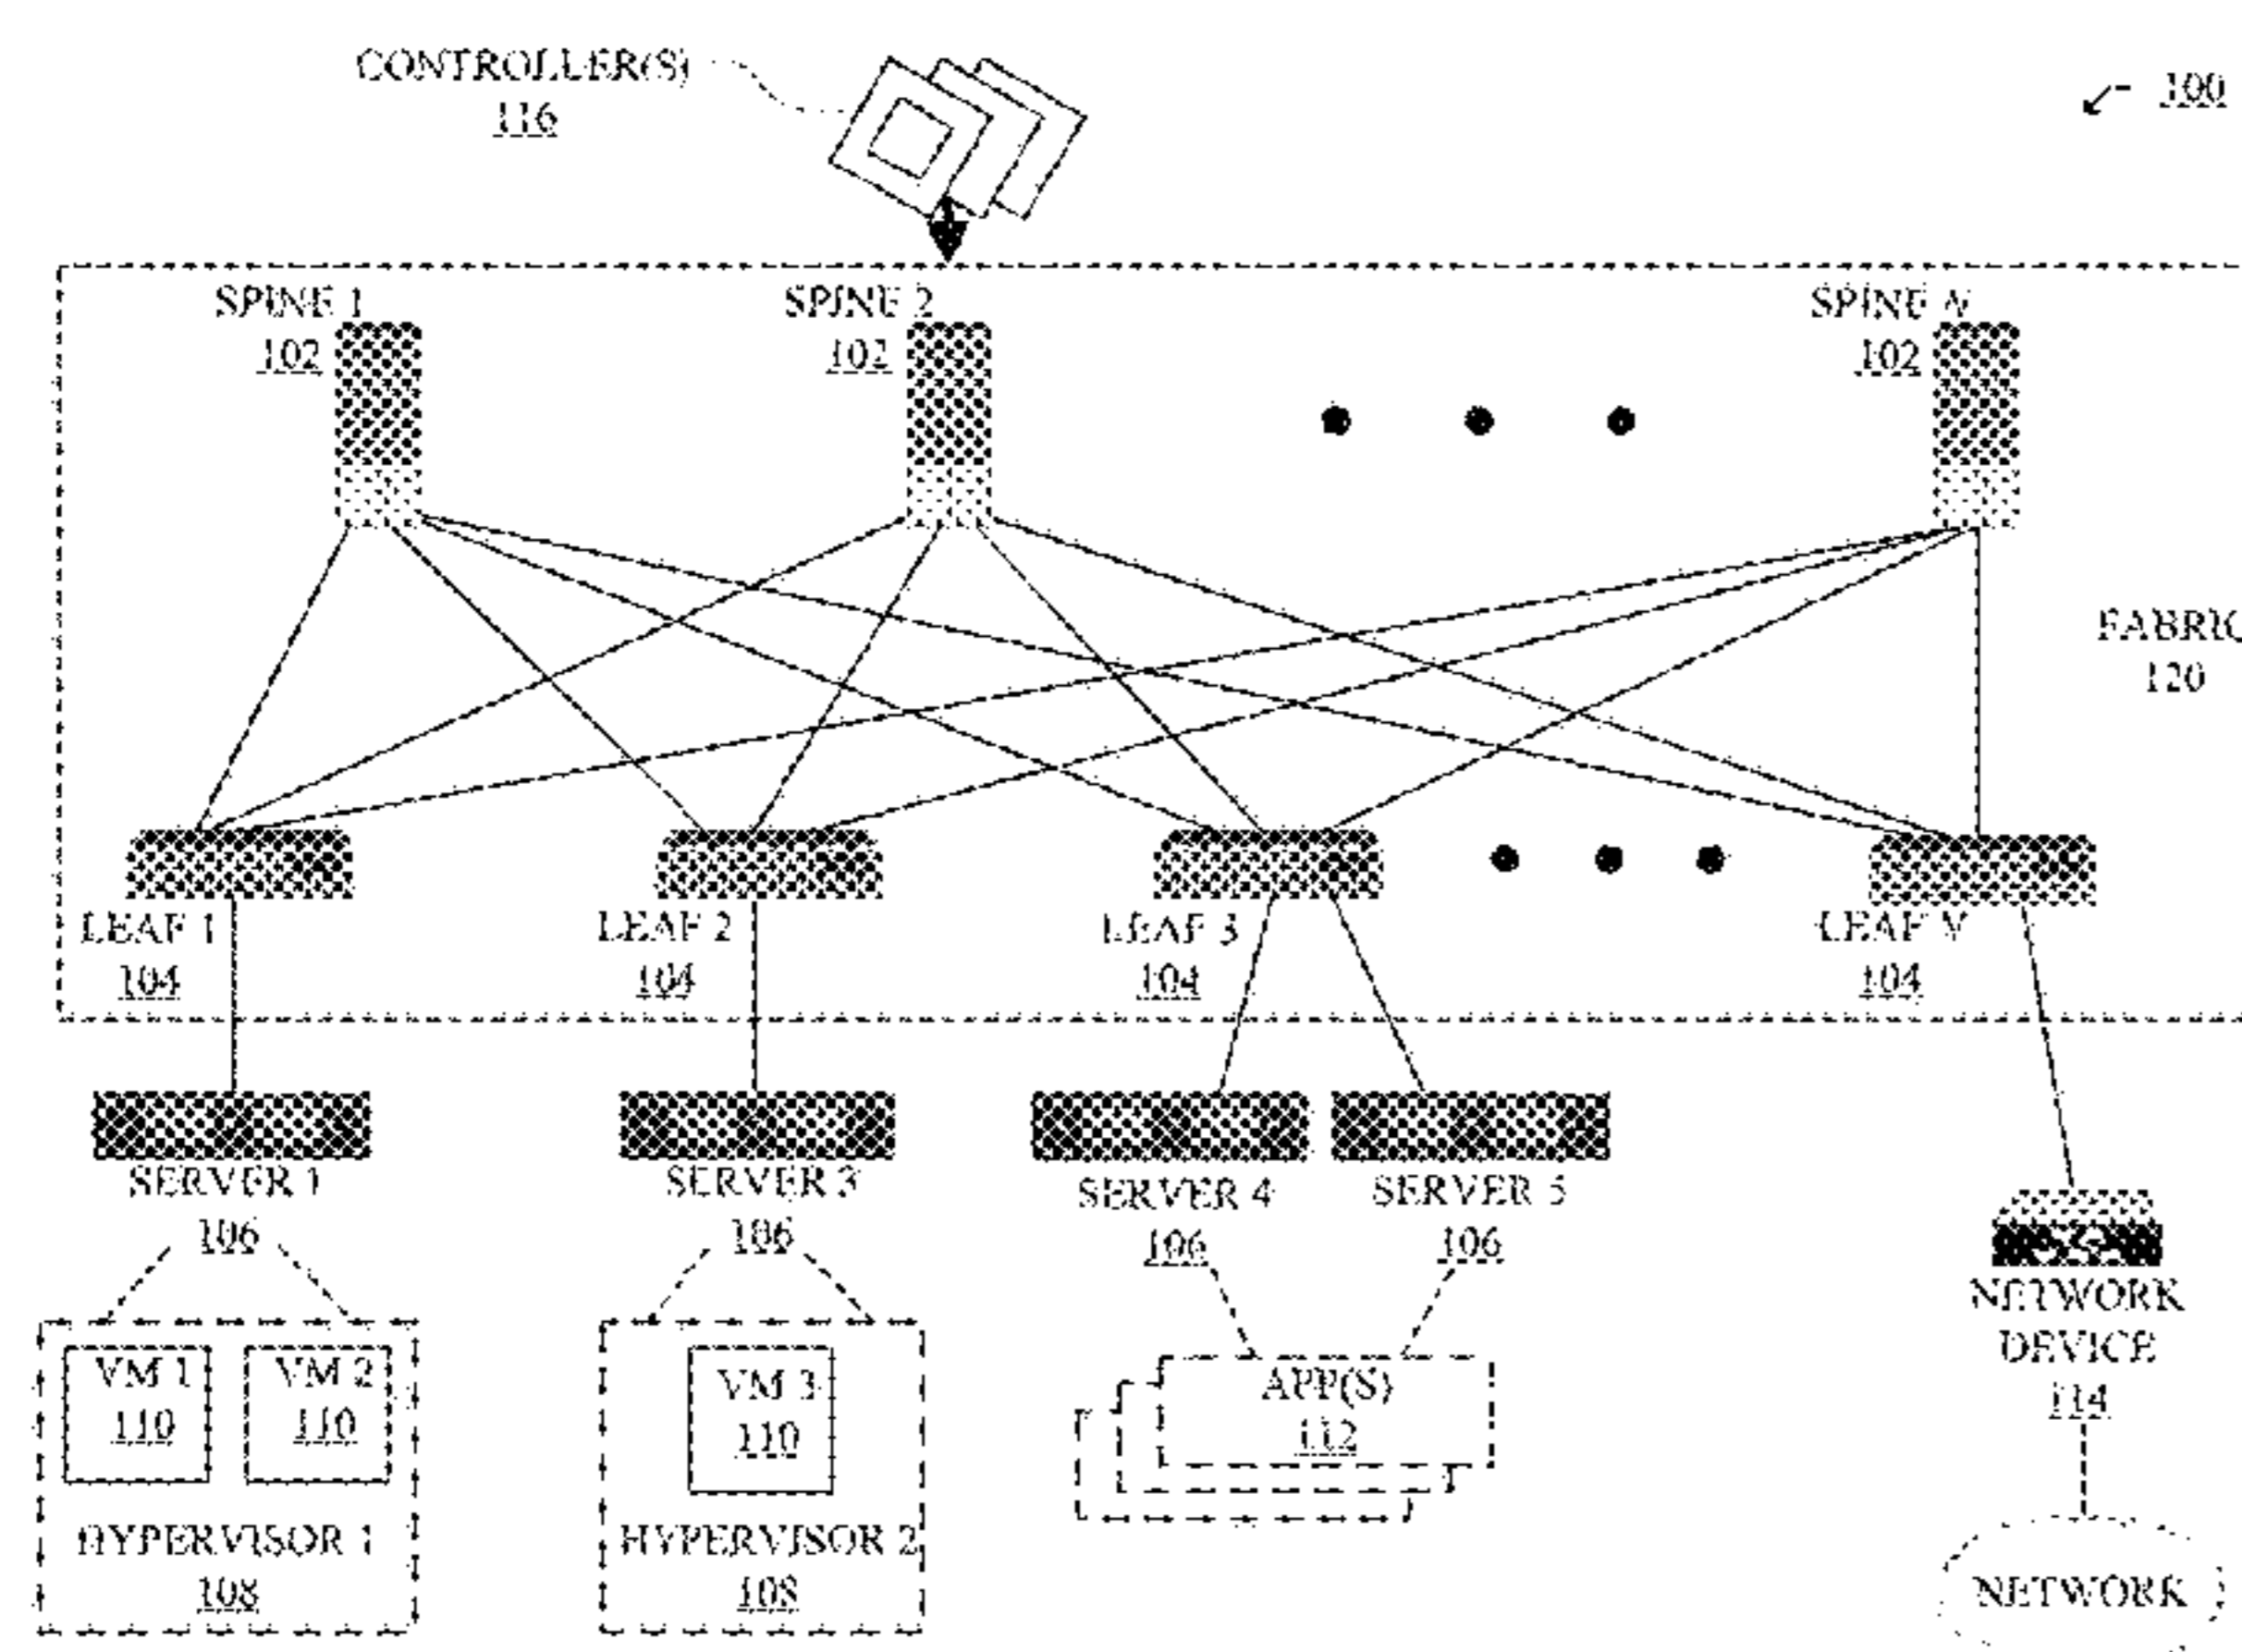 CONTROLLER(S)
116
100
SPINE 1
102
SPINE 2
102
SPINE N
102
FABRIC
120
LEAF 1
104
LEAF 2
104
LEAF 3
104
LEAF
104
SERVER 1
106
SERVER 3
106
SERVER 4
106
SERVER 5
106
VM 1
110
VM 2
110
HYPERVISOR 1
108
VM 3
110
HYPERVISOR 2
108
APP(S)
112
NETWORK
DEVICE
114
NETWORK